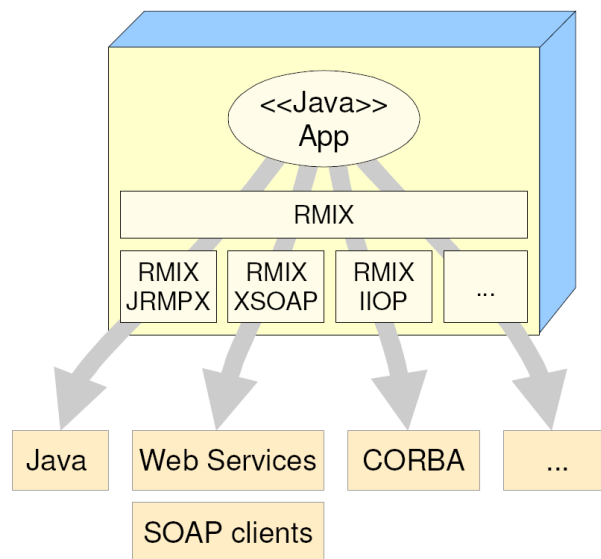 <<Java>>
App
RMIX
RMIX
JRMPX
RMIX
XSOAP
RMIX
IIOP
...
Java
Web Services
CORBA
...
SOAP clients